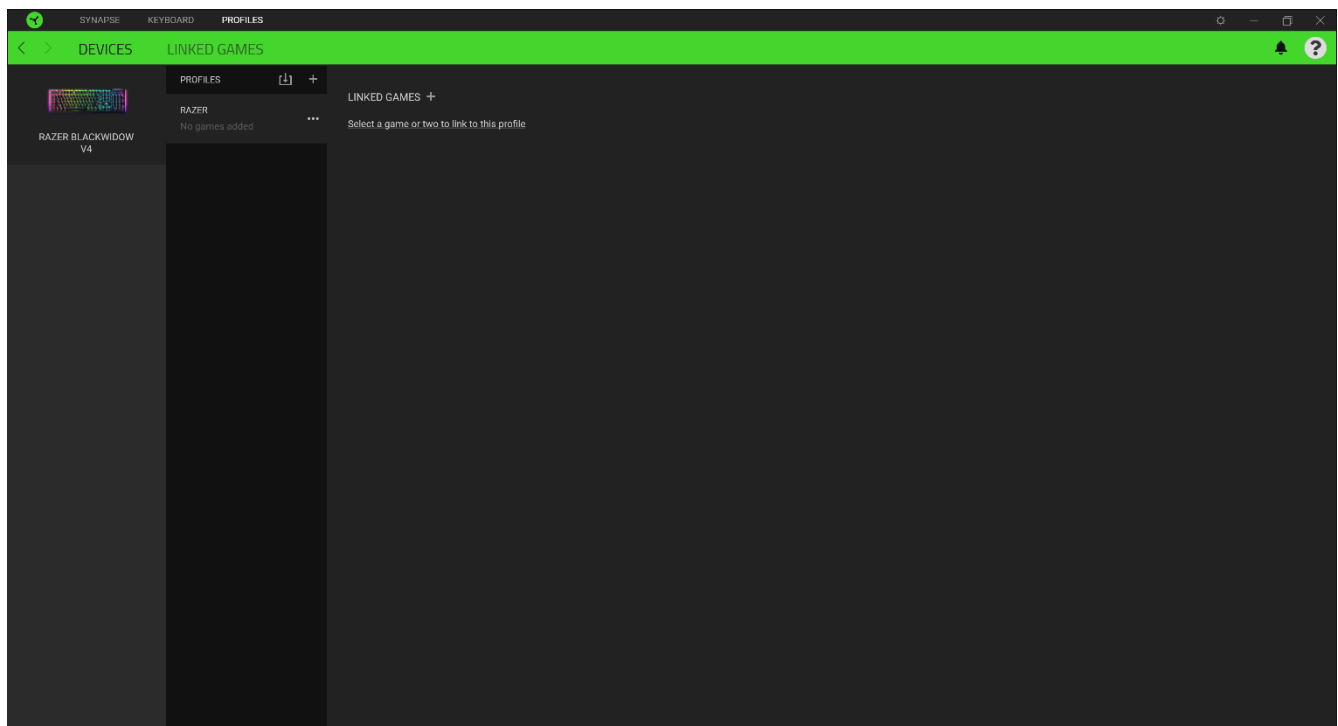 SYNAPSE KEYBOARD PROFILES
DEVICES LINKED GAMES
?
RAZER BLACKWIDOW
V4
PROFILES
RAZER
No games added
LINKED GAMES
Select a game or two to link to this profile